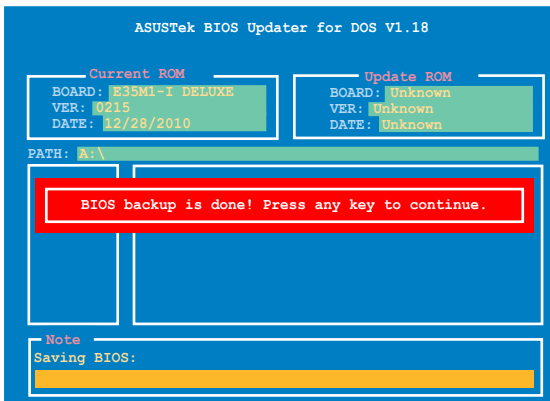 ASUSTek BIOS Updater for DOS V1.18
Current ROM
BOARD: E35M1-I DELUXE
VER: 0215
DATE: 12/28/2010
Update ROM
BOARD: Unknown
VER: Unknown
DATE: Unknown
PATH: A:\
BIOS backup is done! Press any key to continue.
Note
Saving BIOS: